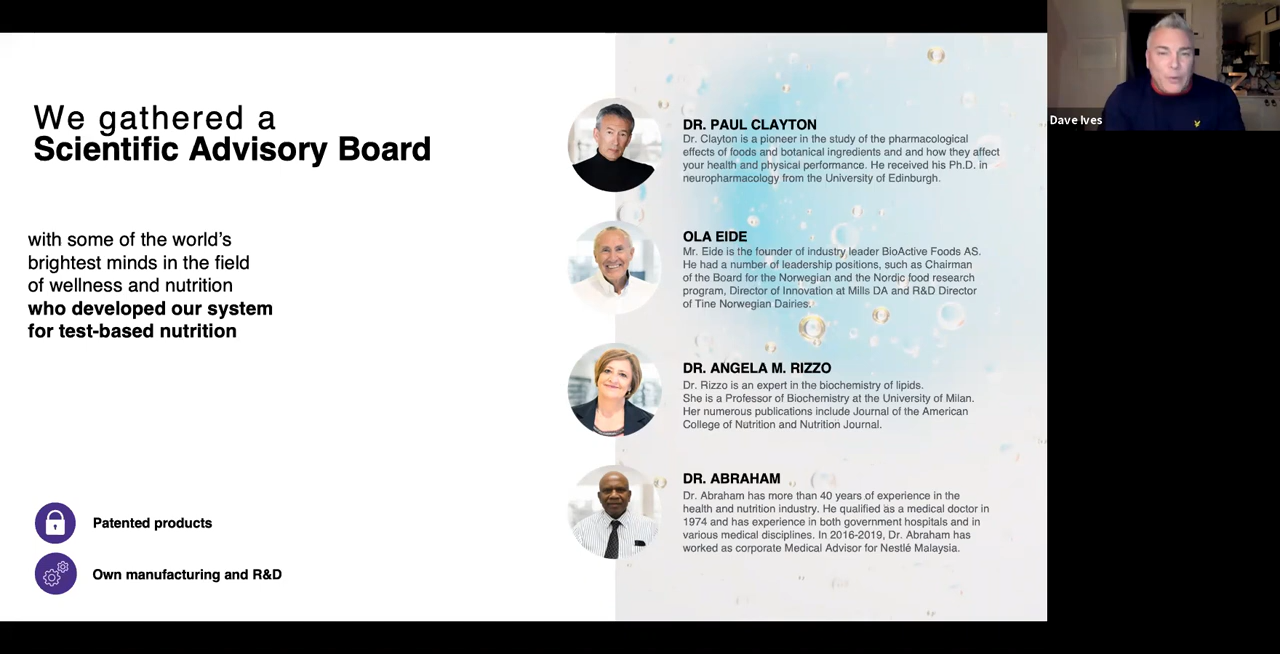 We gathered a
Scientific Advisory Board
with some of the world's
brightest minds in the field
of wellness and nutrition
who developed our system
for test-based nutrition
Patented products
Own manufacturing and R&D
DR. PAUL CLAYTON
Dr. Clayton is a pioneer in the study of the pharmacological
effects of foods and botanical ingredients and and how they affect
your health and physical performance. He received his Ph.D. in
neuropharmacology from the University of Edinburgh.
OLA EIDE
Mr. Eide is the founder of industry leader BioActive Foods AS.
He had a number of leadership positions, such as Chairman
of the Board for the Norwegian and the Nordic food research
program, Director of Innovation at Mills DA and R&D Director
of Tine Norwegian Dairies.
DR. ANGELA M. RIZZO
Dr. Rizzo is an expert in the biochemistry of lipids.
She is a Professor of Biochemistry at the University of Milan.
Her numerous publications include Journal of the American
College of Nutrition and Nutrition Journal.
DR. ABRAHAM
Dr. Abraham has more than 40 years of experience in the
health and nutrition industry. He qualified as a medical doctor in
1974 and has experience in both government hospitals and in
various medical disciplines. In 2016-2019, Dr. Abraham has
worked as corporate Medical Advisor for Nestlé Malaysia.
Dave Ives